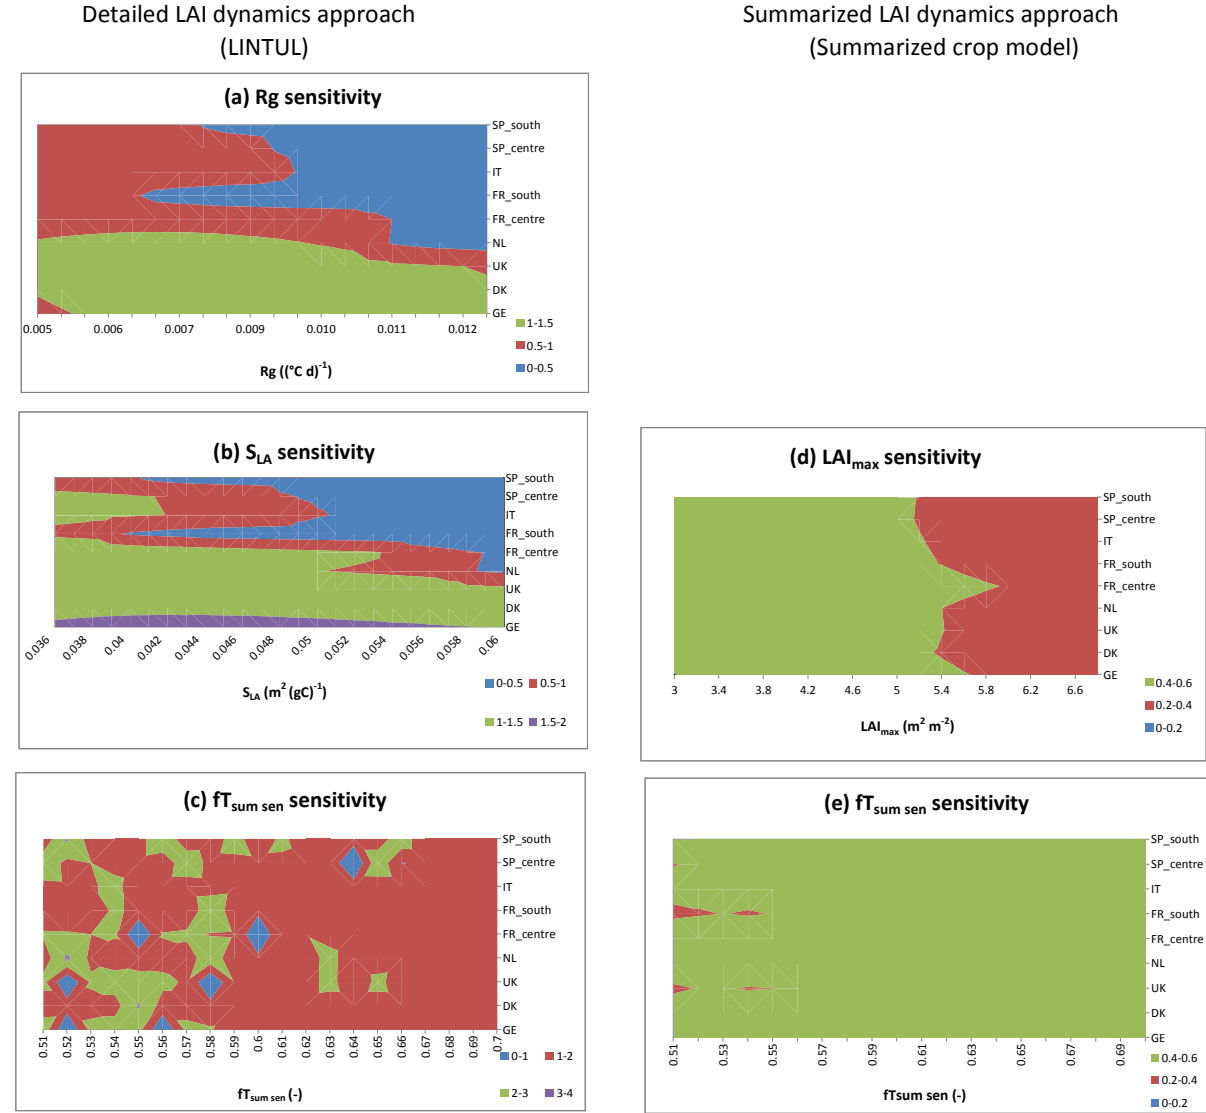 Detailed LAI dynamics approach
(LINTUL)
Summarized LAI dynamics approach
(Summarized crop model)
(a) Rg sensitivity
SP_south
SP_centre
IT
FR_south
FR_centre
NL
UK
DK
GE
0.005 0.006 0.007 0.009 0.010 0.011 0.012
Rg ((°C d)⁻¹)
1-1.5
0.5-1
0-0.5
(b) S_LA sensitivity
SP_south
SP_centre
IT
FR_south
FR_centre
NL
UK
DK
GE
0.036 0.038 0.04 0.042 0.044 0.046 0.048 0.05 0.052 0.054 0.056 0.058 0.06
S_LA (m² (gC)⁻¹)
0-0.5 0.5-1
1-1.5 1.5-2
(d) LAI_max sensitivity
SP_south
SP_centre
IT
FR_south
FR_centre
NL
UK
DK
GE
3 3.4 3.8 4.2 4.6 5 5.4 5.8 6.2 6.6
LAI_max (m² m⁻²)
0.4-0.6
0.2-0.4
0-0.2
(c) fT_sum sen sensitivity
SP_south
SP_centre
IT
FR_south
FR_centre
NL
UK
DK
GE
0.51 0.52 0.53 0.54 0.55 0.56 0.57 0.58 0.59 0.6 0.61 0.62 0.63 0.64 0.65 0.66 0.67 0.68 0.69 0.7
fT_sum sen (-)
0-1 1-2
2-3 3-4
(e) fT_sum sen sensitivity
SP_south
SP_centre
IT
FR_south
FR_centre
NL
UK
DK
GE
0.51 0.53 0.55 0.57 0.59 0.61 0.63 0.65 0.67 0.69
fTsum sen (-)
0.4-0.6
0.2-0.4
0-0.2